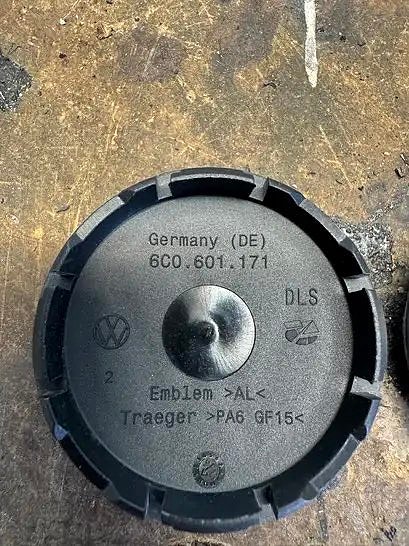 Germany (DE)
6C0.601.171
DLS
2
Emblem >AL<
Traeger >PA6 GF15<